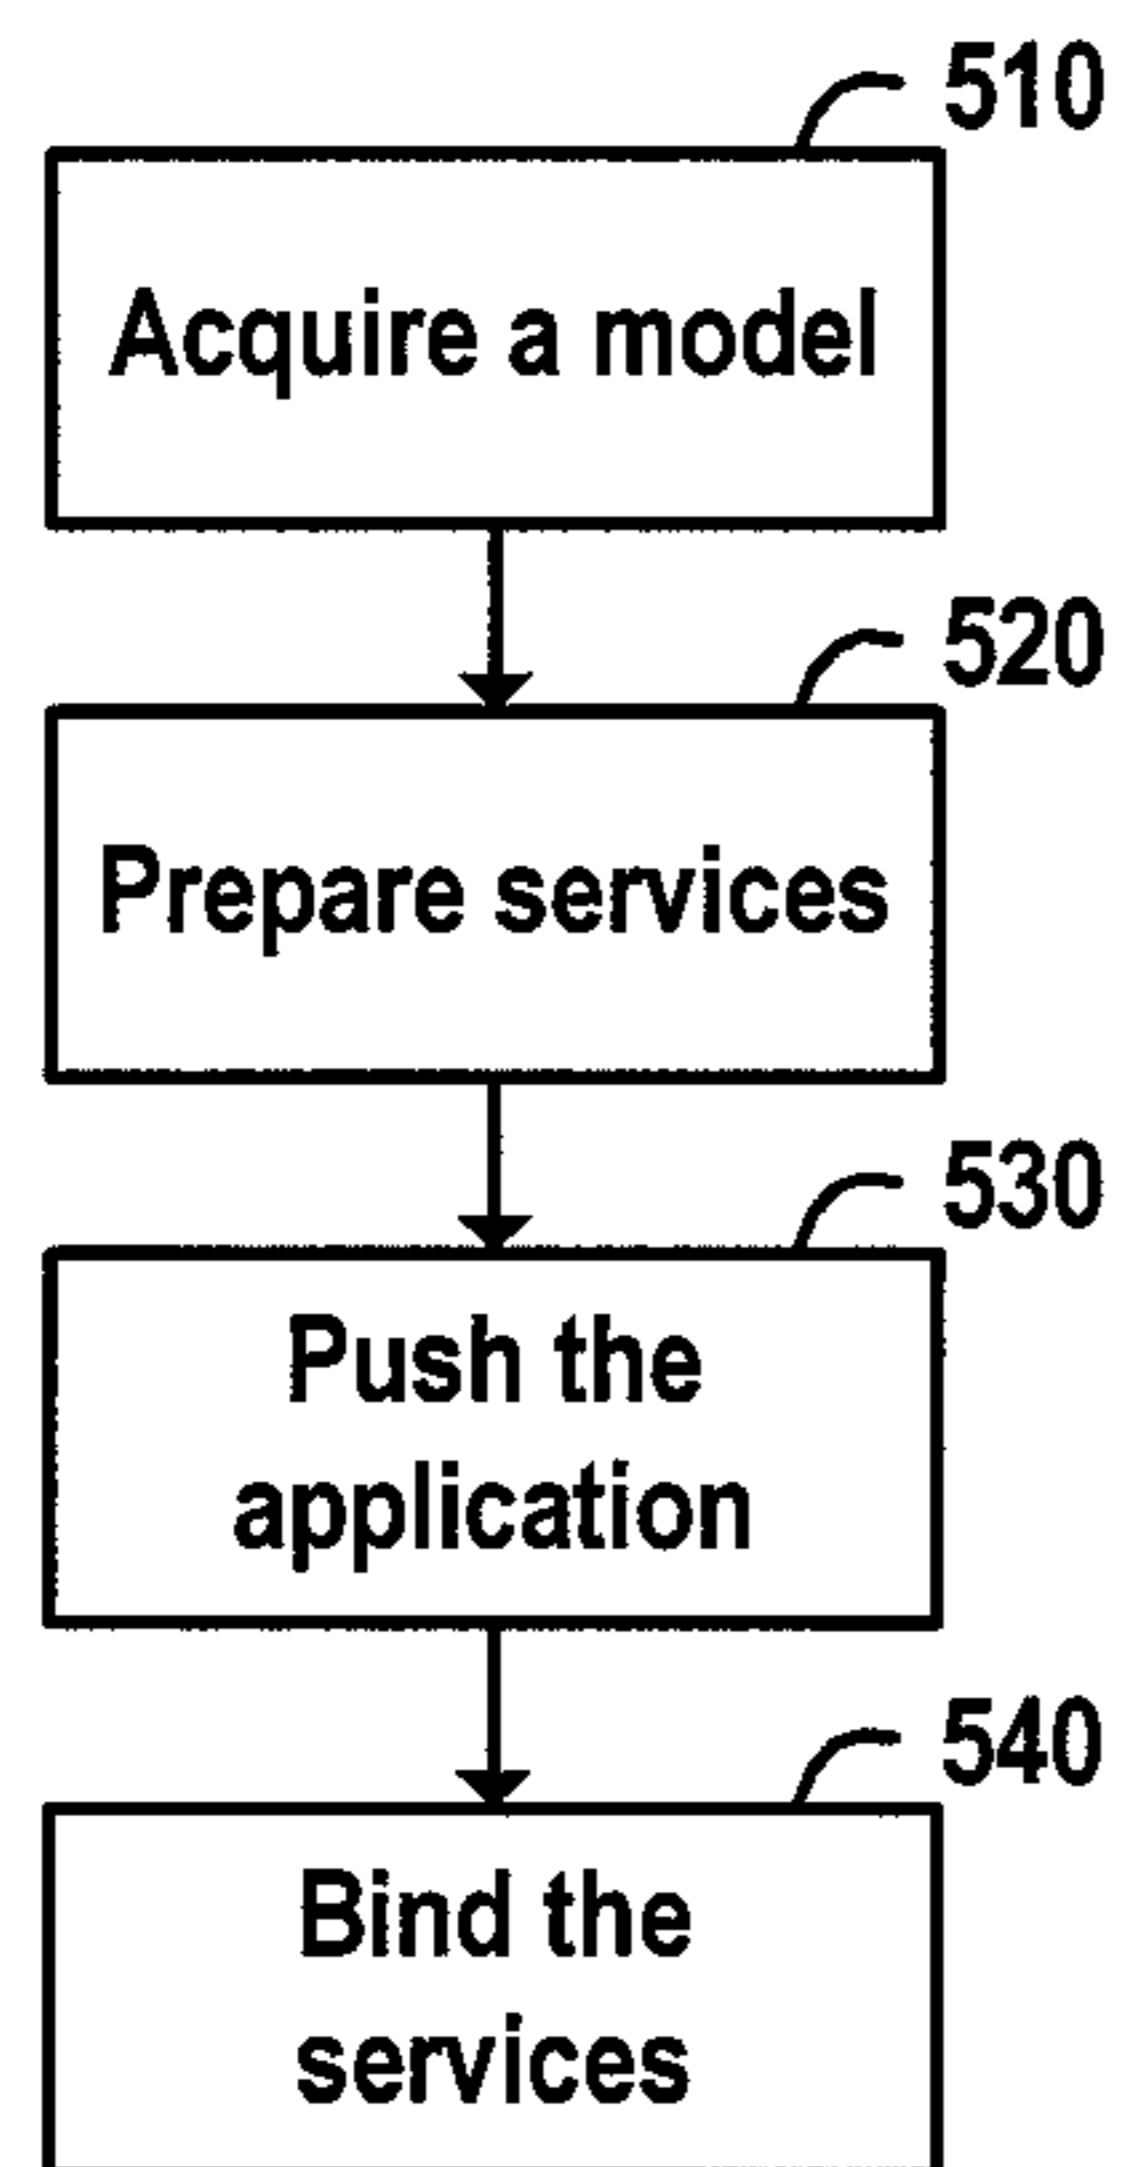 510
Acquire a model
520
Prepare services
530
Push the
application
540
Bind the
services